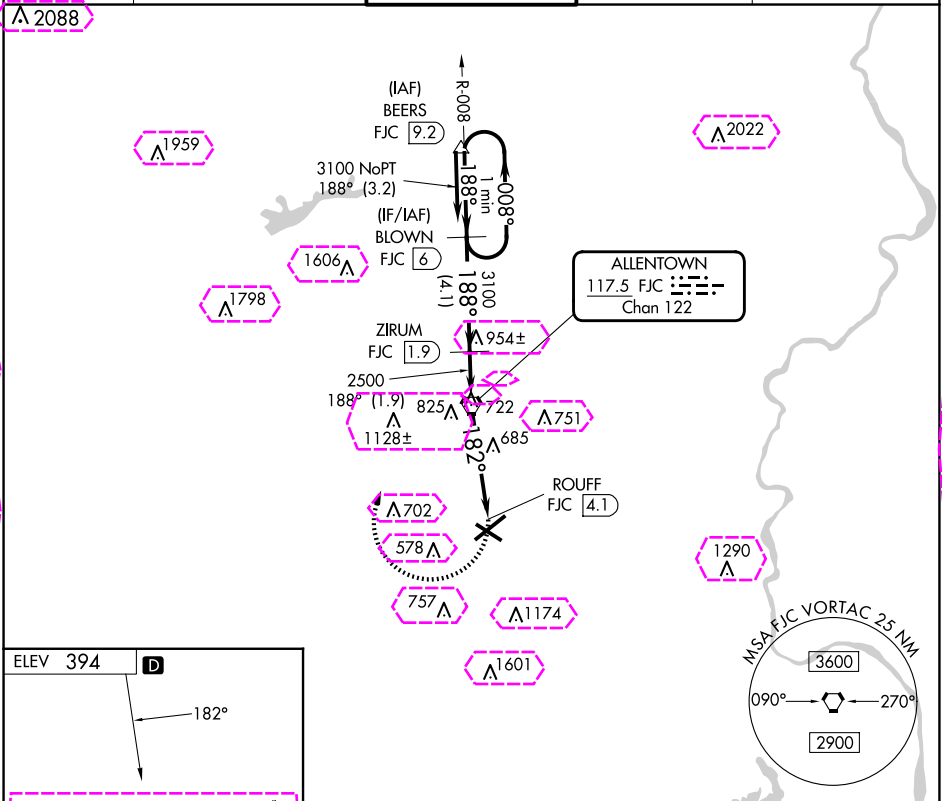 2088
(IAF)
BEERS
FJC 9.2
R-008
1959
2022
3100 NoPT
188° (3.2)
188°
1 min
008°
(IF/IAF)
BLOWN
FJC 6
1606
3100
188°
(4.1)
ALLENTOWN
117.5 FJC
Chan 122
1798
ZIRUM
FJC 1.9
954±
2500
188° (1.9)
825
722
751
1128±
182°
685
ROUFF
FJC 4.1
702
578
1290
757
1174
1601
MSA FJC VORTAC 25 NM
3600
090°
270°
2900
ELEV 394 D
182°